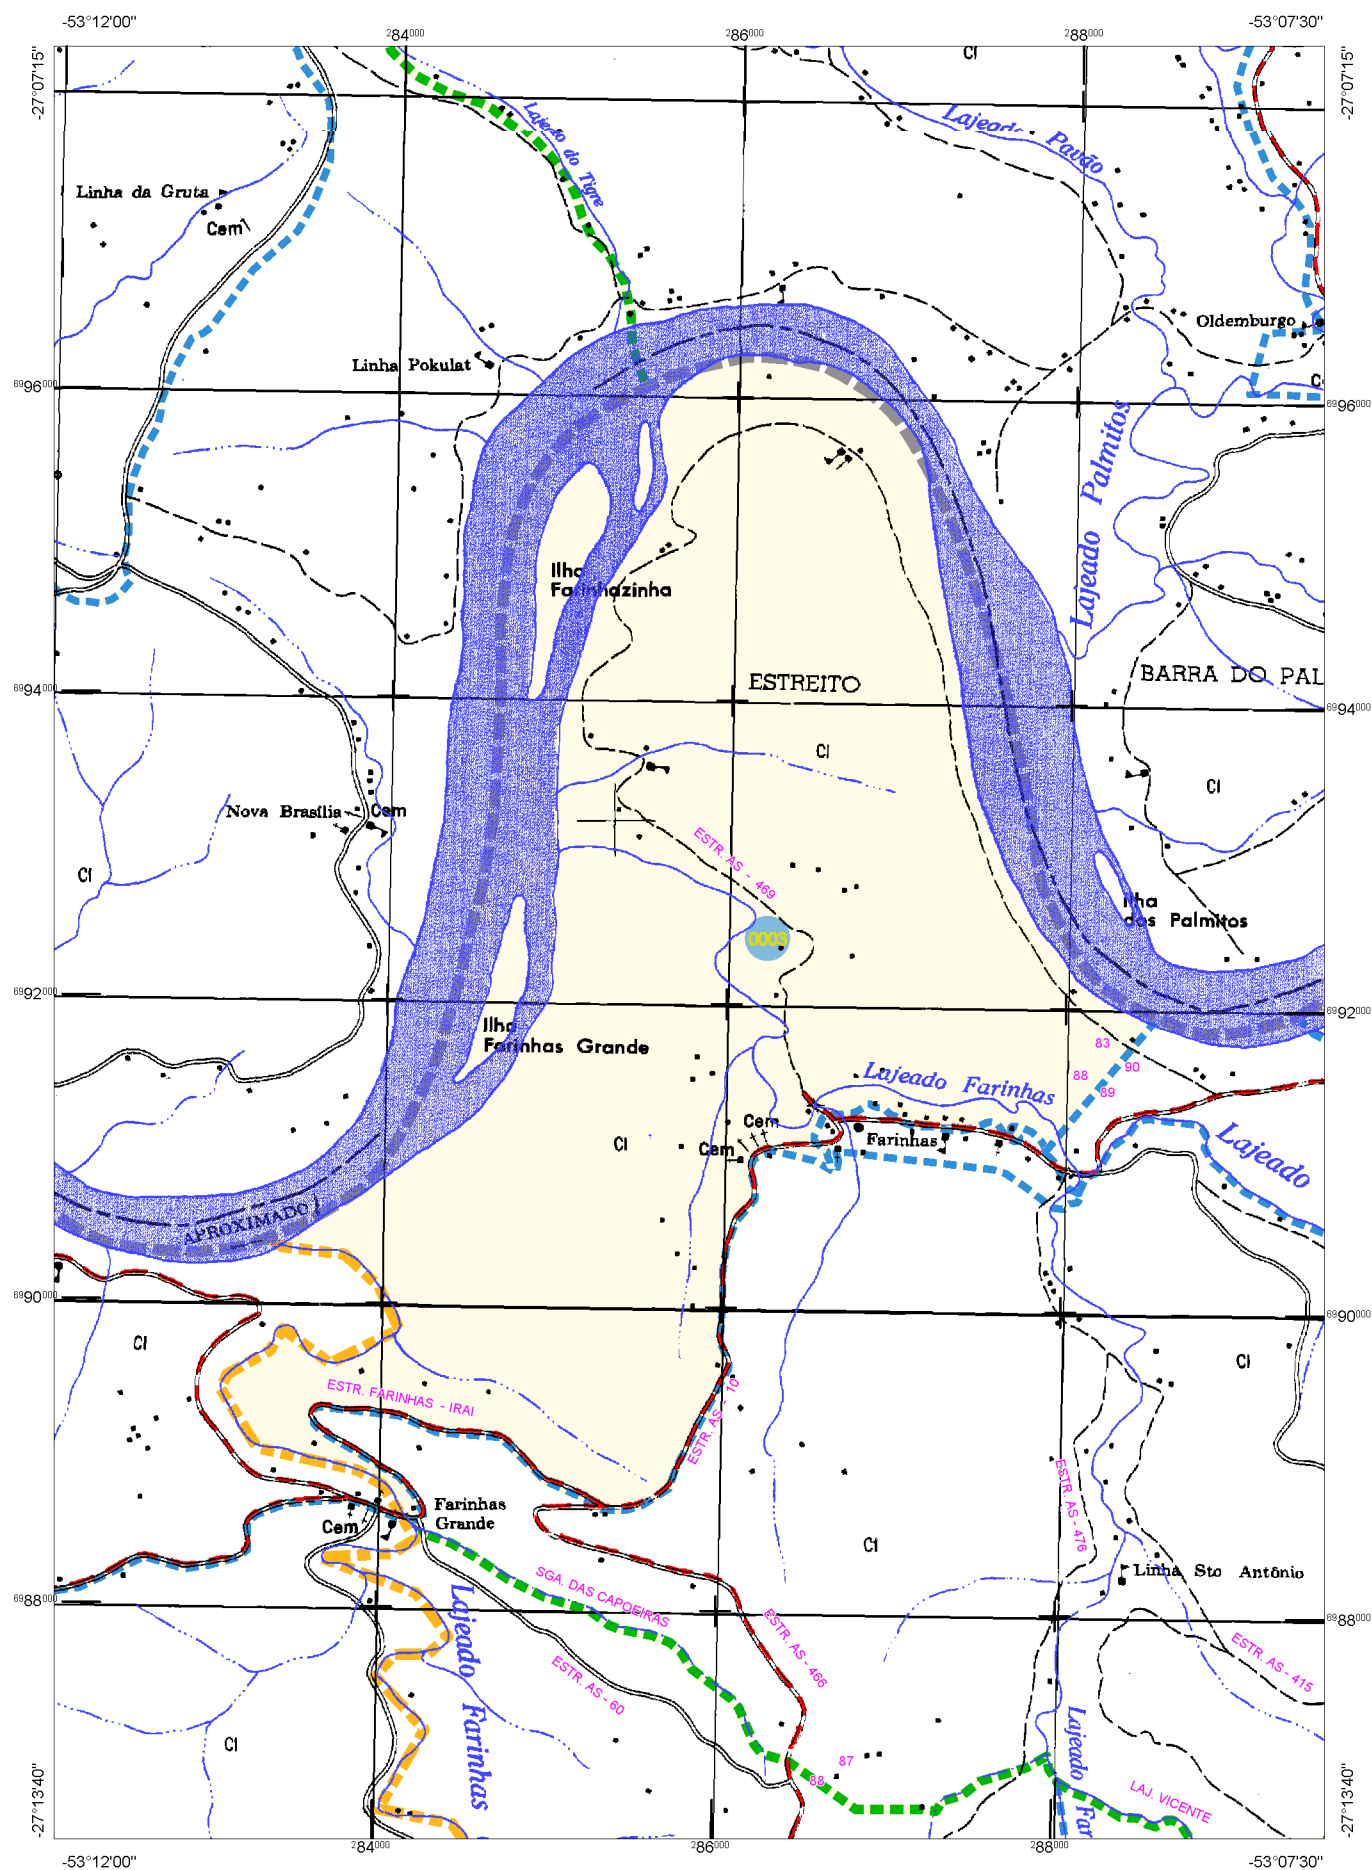 -53°12'00"
-53°07'30"
284000
286000
288000
-27°07'15"
-27°07'15"
CI
Lajeado do Tigre
Lajeado Pavão
Linha da Gruta
Cem
Oldemburgo
Linha Pokulat
6996000
6996000
Lajeado Palmitos
Ilha
Farinhazinha
ESTREITO
BARRA DO PAL
6994000
6994000
CI
CI
Nova Brasília
Cem
ESTR. AS - 469
CI
Ilha
dos Palmitos
0003
6992000
6992000
Ilha
Farinhas Grande
83
90
88
89
Lajeado Farinhas
Cem
Cem
Farinhas
CI
Lajeado
APROXIMADO
6990000
6990000
CI
CI
ESTR. FARINHAS - IRAI
ESTR. AS - 10
ESTR. AS - 476
Farinhas
Grande
Cem
CI
SGA. DAS CAPOEIRAS
Linha Sto Antônio
6988000
6988000
Lajeado Farinhas
ESTR. AS - 466
ESTR. AS - 60
ESTR. AS - 415
CI
Lajeado Far
87
88
LAJ. VICENTE
-27°13'40"
-27°13'40"
284000
286000
288000
-53°12'00"
-53°07'30"